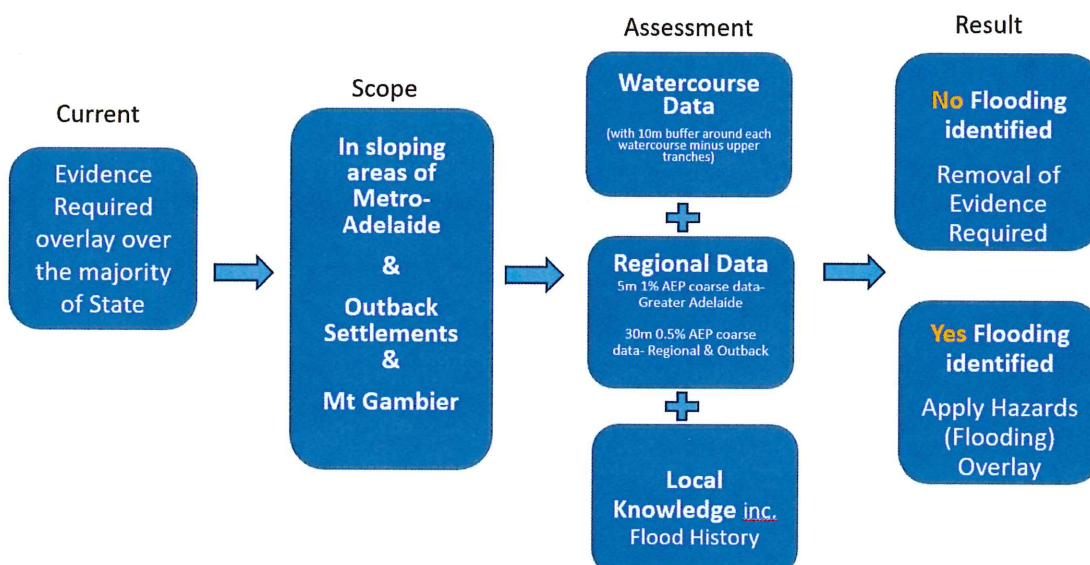 Current
Evidence
Required
overlay over
the majority
of State
Scope
In sloping
areas of
Metro-
Adelaide
&
Outback
Settlements
&
Mt Gambier
Assessment
Watercourse
Data
(with 10m buffer around each
watercourse minus upper
tranches)
Regional Data
5m 1% AEP coarse data-
Greater Adelaide
30m 0.5% AEP coarse
data- Regional & Outback
Local
Knowledge inc.
Flood History
Result
No Flooding
identified
Removal of
Evidence
Required
Yes Flooding
identified
Apply Hazards
(Flooding)
Overlay